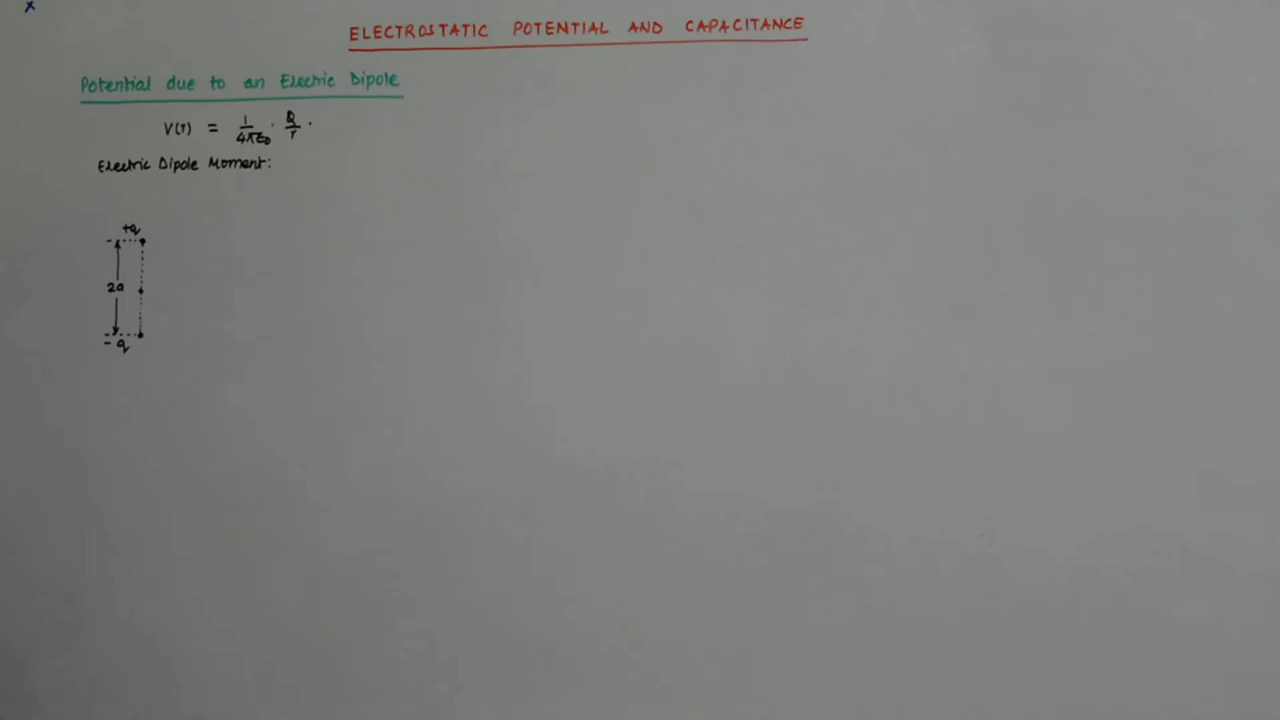 x
ELECTROSTATIC POTENTIAL AND CAPACITANCE
Potential due to an Electric Dipole
V(r) = 1/4πε₀ · Q/r ·
Electric Dipole Moment:
+q
2a
-q